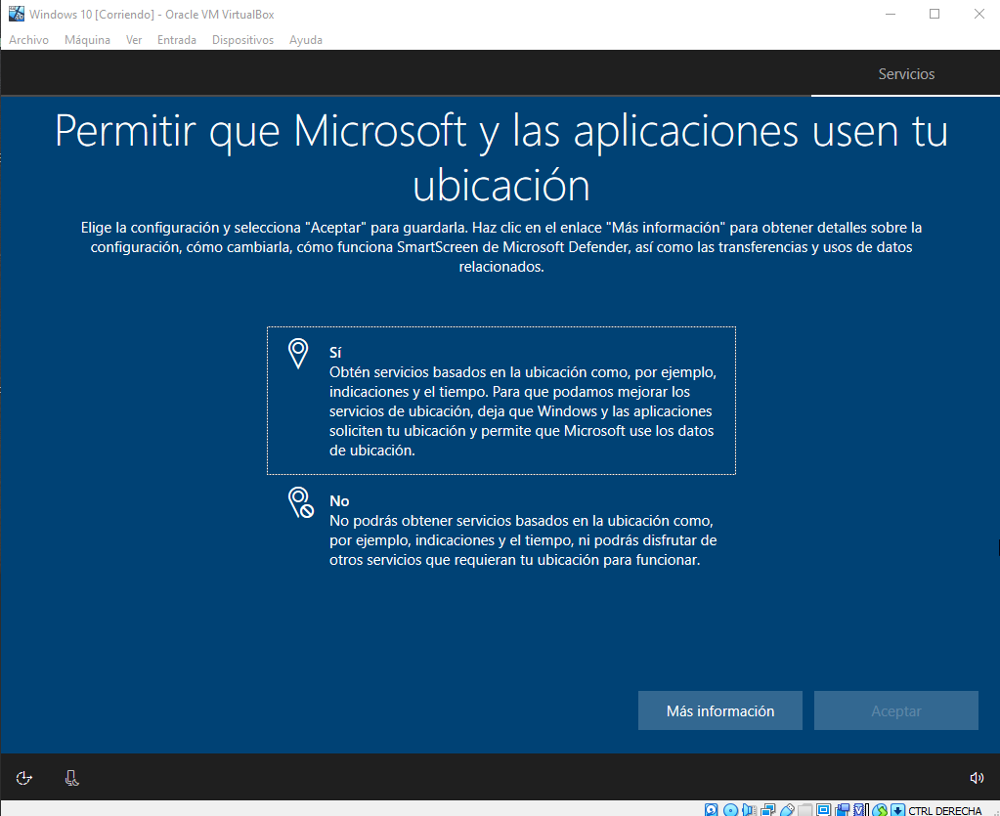 Windows 10 [Corriendo] - Oracle VM VirtualBox
Archivo Máquina Ver Entrada Dispositivos Ayuda
Servicios
Permitir que Microsoft y las aplicaciones usen tu
ubicación
Elige la configuración y selecciona "Aceptar" para guardarla. Haz clic en el enlace "Más información" para obtener detalles sobre la
configuración, cómo cambiarla, cómo funciona SmartScreen de Microsoft Defender, así como las transferencias y usos de datos
relacionados.
Sí
Obtén servicios basados en la ubicación como, por ejemplo,
indicaciones y el tiempo. Para que podamos mejorar los
servicios de ubicación, deja que Windows y las aplicaciones
soliciten tu ubicación y permite que Microsoft use los datos
de ubicación.
No
No podrás obtener servicios basados en la ubicación como,
por ejemplo, indicaciones y el tiempo, ni podrás disfrutar de
otros servicios que requieran tu ubicación para funcionar.
Más información Aceptar
CTRL DERECHA